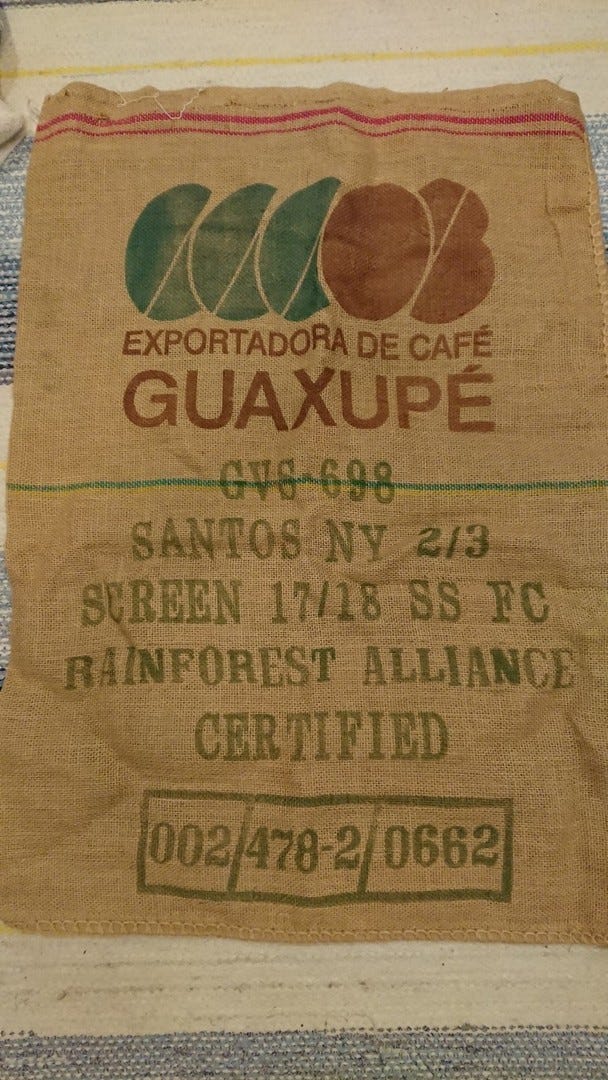 EXPORTADORA DE CAFÉ
GUAXUPÉ
GVS-698
SANTOS NY 2/3
SCREEN 17/18 SS FC
RAINFOREST ALLIANCE
CERTIFIED
002/478-2/0662